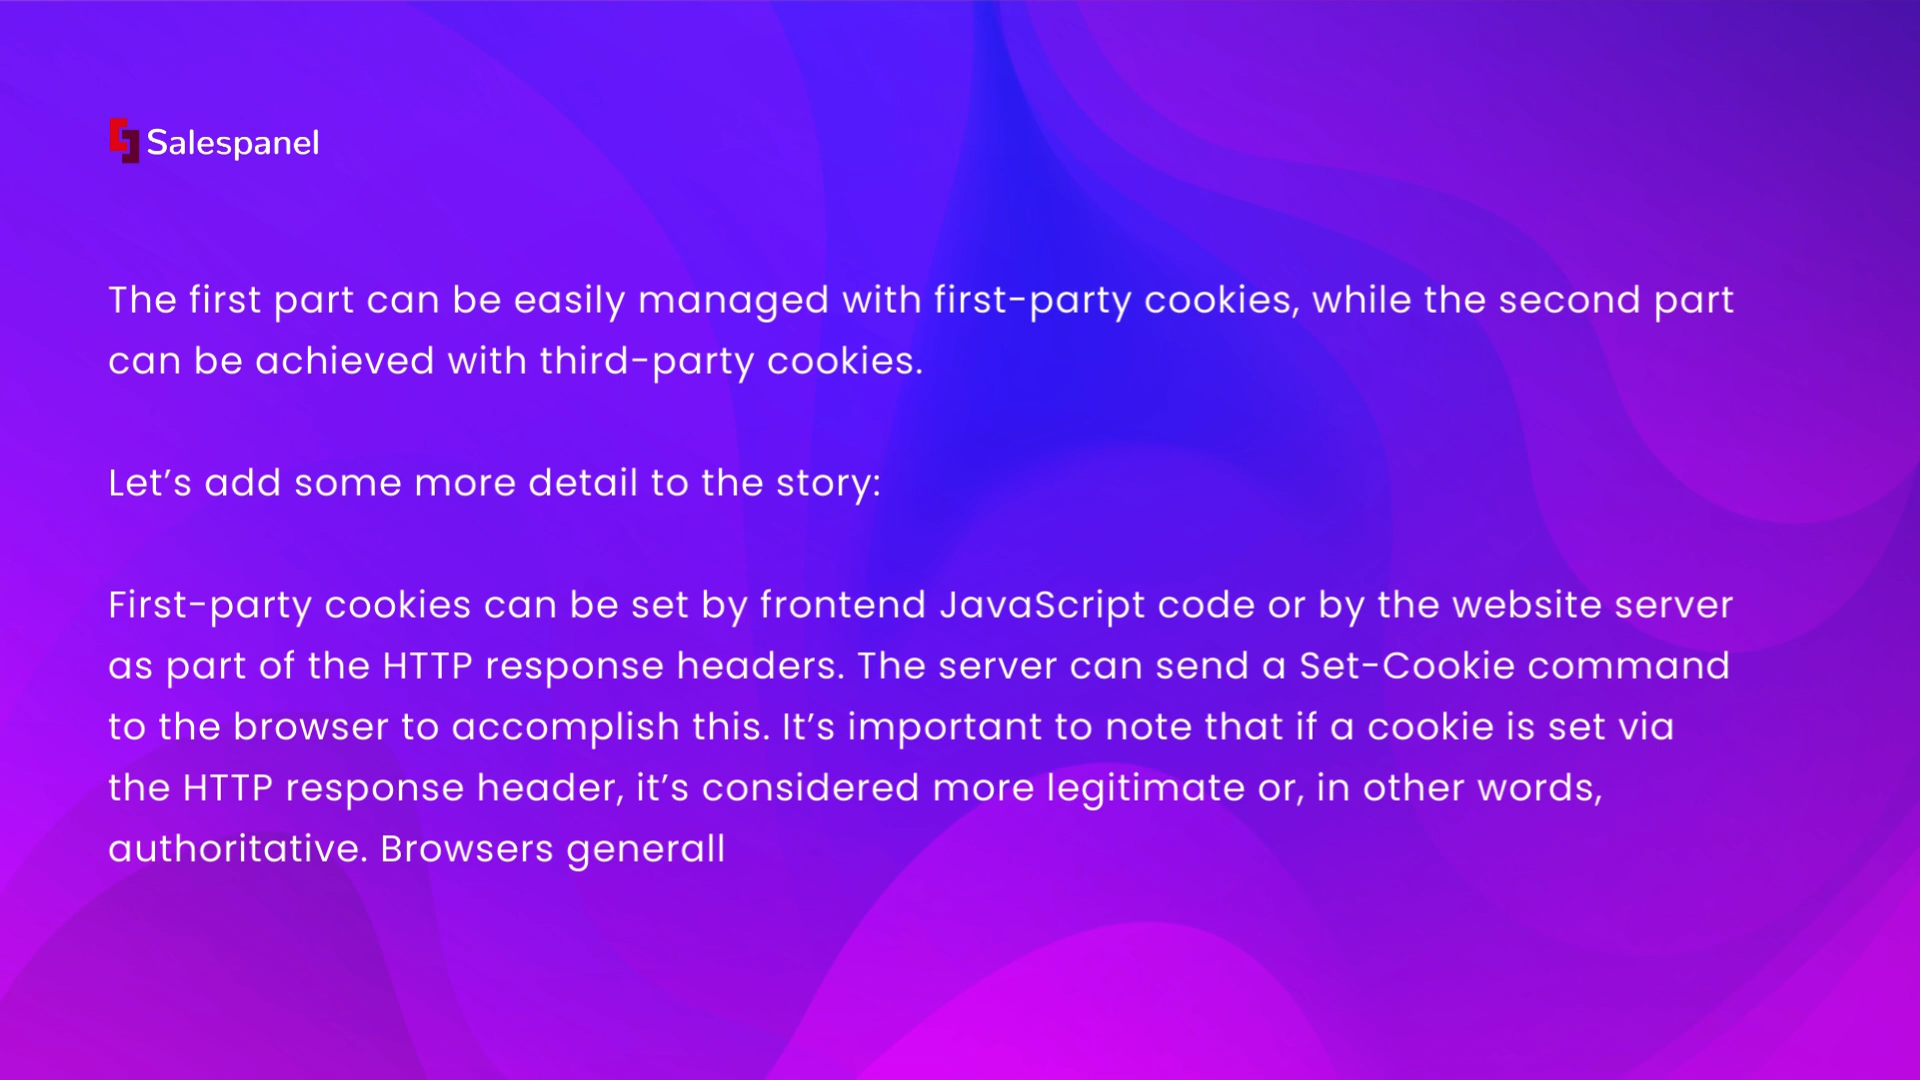 Salespanel
The first part can be easily managed with first-party cookies, while the second part
can be achieved with third-party cookies.
Let’s add some more detail to the story:
First-party cookies can be set by frontend JavaScript code or by the website server
as part of the HTTP response headers. The server can send a Set-Cookie command
to the browser to accomplish this. It’s important to note that if a cookie is set via
the HTTP response header, it’s considered more legitimate or, in other words,
authoritative. Browsers generall